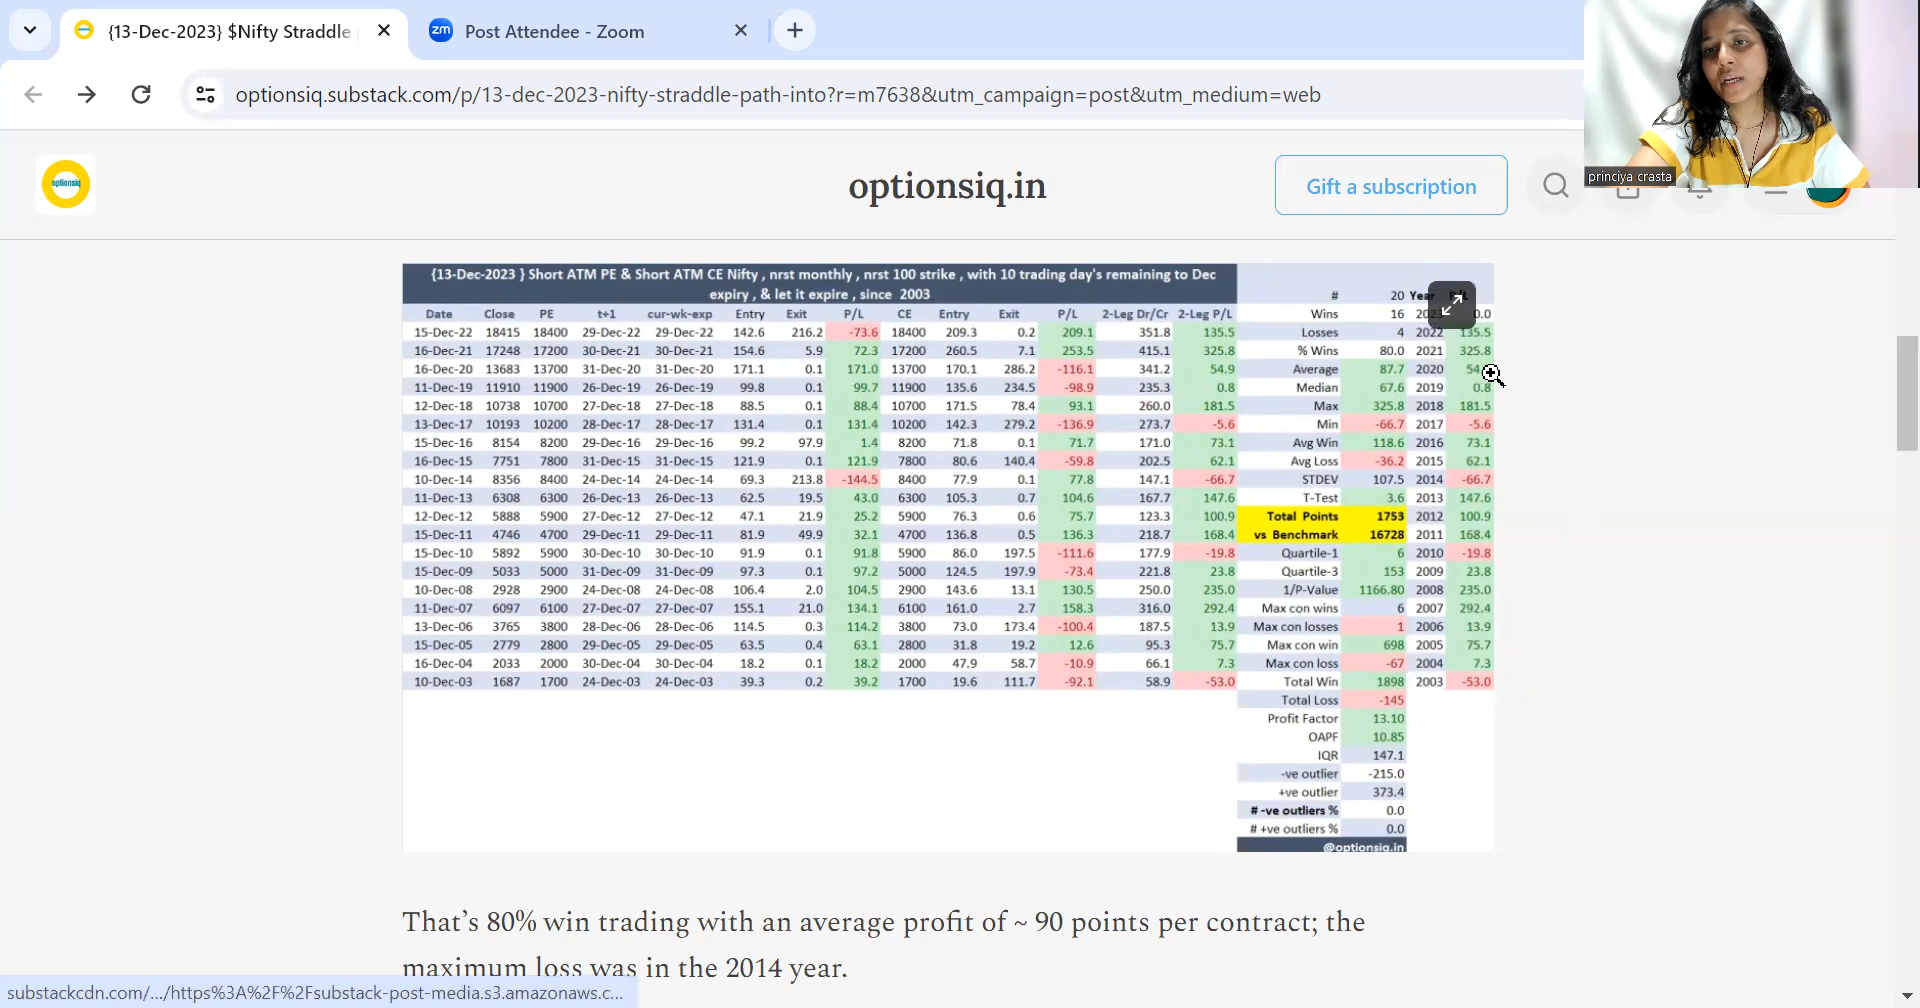 {13-Dec-2023} $Nifty Straddle
zm Post Attendee - Zoom
optionsiq.substack.com/p/13-dec-2023-nifty-straddle-path-into?r=m7638&utm_campaign=post&utm_medium=web
optionsiq
optionsiq.in
Gift a subscription
princiya crasta
{13-Dec-2023 } Short ATM PE & Short ATM CE Nifty , nrst monthly , nrst 100 strike , with 10 trading day's remaining to Dec
expiry , & let it expire , since 2003
# 20 Year
Date Close PE t+1 cur-wk-exp Entry Exit P/L CE Entry Exit P/L 2-Leg Dr/Cr 2-Leg P/L Wins 16 0.0
15-Dec-22 18415 18400 29-Dec-22 29-Dec-22 142.6 216.2 -73.6 18400 209.3 0.2 209.1 351.8 135.5 Losses 4 2022 135.5
16-Dec-21 17248 17200 30-Dec-21 30-Dec-21 154.6 5.9 72.3 17200 260.5 7.1 253.5 415.1 325.8 % Wins 80.0 2021 325.8
16-Dec-20 13683 13700 31-Dec-20 31-Dec-20 171.1 0.1 171.0 13700 170.1 286.2 -116.1 341.2 54.9 Average 87.7 2020
11-Dec-19 11910 11900 26-Dec-19 26-Dec-19 99.8 0.1 99.7 11900 135.6 234.5 -98.9 235.3 0.8 Median 67.6 2019 0.8
12-Dec-18 10738 10700 27-Dec-18 27-Dec-18 88.5 0.1 88.4 10700 171.5 78.4 93.1 260.0 181.5 Max 325.8 2018 181.5
13-Dec-17 10193 10200 28-Dec-17 28-Dec-17 131.4 0.1 131.4 10200 142.3 279.2 -136.9 273.7 -5.6 Min -66.7 2017 -5.6
15-Dec-16 8154 8200 29-Dec-16 29-Dec-16 99.2 97.9 1.4 8200 71.8 0.1 71.7 171.0 73.1 Avg Win 118.6 2016 73.1
16-Dec-15 7751 7800 31-Dec-15 31-Dec-15 121.9 0.1 121.9 7800 80.6 140.4 -59.8 202.5 62.1 Avg Loss -36.2 2015 62.1
10-Dec-14 8356 8400 24-Dec-14 24-Dec-14 69.3 213.8 -144.5 8400 77.9 0.1 77.8 147.1 -66.7 STDEV 107.5 2014 -66.7
11-Dec-13 6308 6300 26-Dec-13 26-Dec-13 62.5 19.5 43.0 6300 105.3 0.7 104.6 167.7 147.6 T-Test 3.6 2013 147.6
12-Dec-12 5888 5900 27-Dec-12 27-Dec-12 47.1 21.9 25.2 5900 76.3 0.6 75.7 123.3 100.9 Total Points 1753 2012 100.9
15-Dec-11 4746 4700 29-Dec-11 29-Dec-11 81.9 49.9 32.1 4700 136.8 0.5 136.3 218.7 168.4 vs Benchmark 16728 2011 168.4
15-Dec-10 5892 5900 30-Dec-10 30-Dec-10 91.9 0.1 91.8 5900 86.0 197.5 -111.6 177.9 -19.8 Quartile-1 6 2010 -19.8
15-Dec-09 5033 5000 31-Dec-09 31-Dec-09 97.3 0.1 97.2 5000 124.5 197.9 -73.4 221.8 23.8 Quartile-3 153 2009 23.8
10-Dec-08 2928 2900 24-Dec-08 24-Dec-08 106.4 2.0 104.5 2900 143.6 13.1 130.5 250.0 235.0 1/P-Value 1166.80 2008 235.0
11-Dec-07 6097 6100 27-Dec-07 27-Dec-07 155.1 21.0 134.1 6100 161.0 2.7 158.3 316.0 292.4 Max con wins 6 2007 292.4
13-Dec-06 3765 3800 28-Dec-06 28-Dec-06 114.5 0.3 114.2 3800 73.0 173.4 -100.4 187.5 13.9 Max con losses 1 2006 13.9
15-Dec-05 2779 2800 29-Dec-05 29-Dec-05 63.5 0.4 63.1 2800 31.8 19.2 12.6 95.3 75.7 Max con win 698 2005 75.7
16-Dec-04 2033 2000 30-Dec-04 30-Dec-04 18.2 0.1 18.2 2000 47.9 58.7 -10.9 66.1 7.3 Max con loss -67 2004 7.3
10-Dec-03 1687 1700 24-Dec-03 24-Dec-03 39.3 0.2 39.2 1700 19.6 111.7 -92.1 58.9 -53.0 Total Win 1898 2003 -53.0
Total Loss -145
Profit Factor 13.10
OAPF 10.85
IQR 147.1
-ve outlier -215.0
+ve outlier 373.4
# -ve outliers % 0.0
# +ve outliers % 0.0
@optionsiq.in
That's 80% win trading with an average profit of ~ 90 points per contract; the
maximum loss was in the 2014 year.
substackcdn.com/.../https%3A%2F%2Fsubstack-post-media.s3.amazonaws.c...